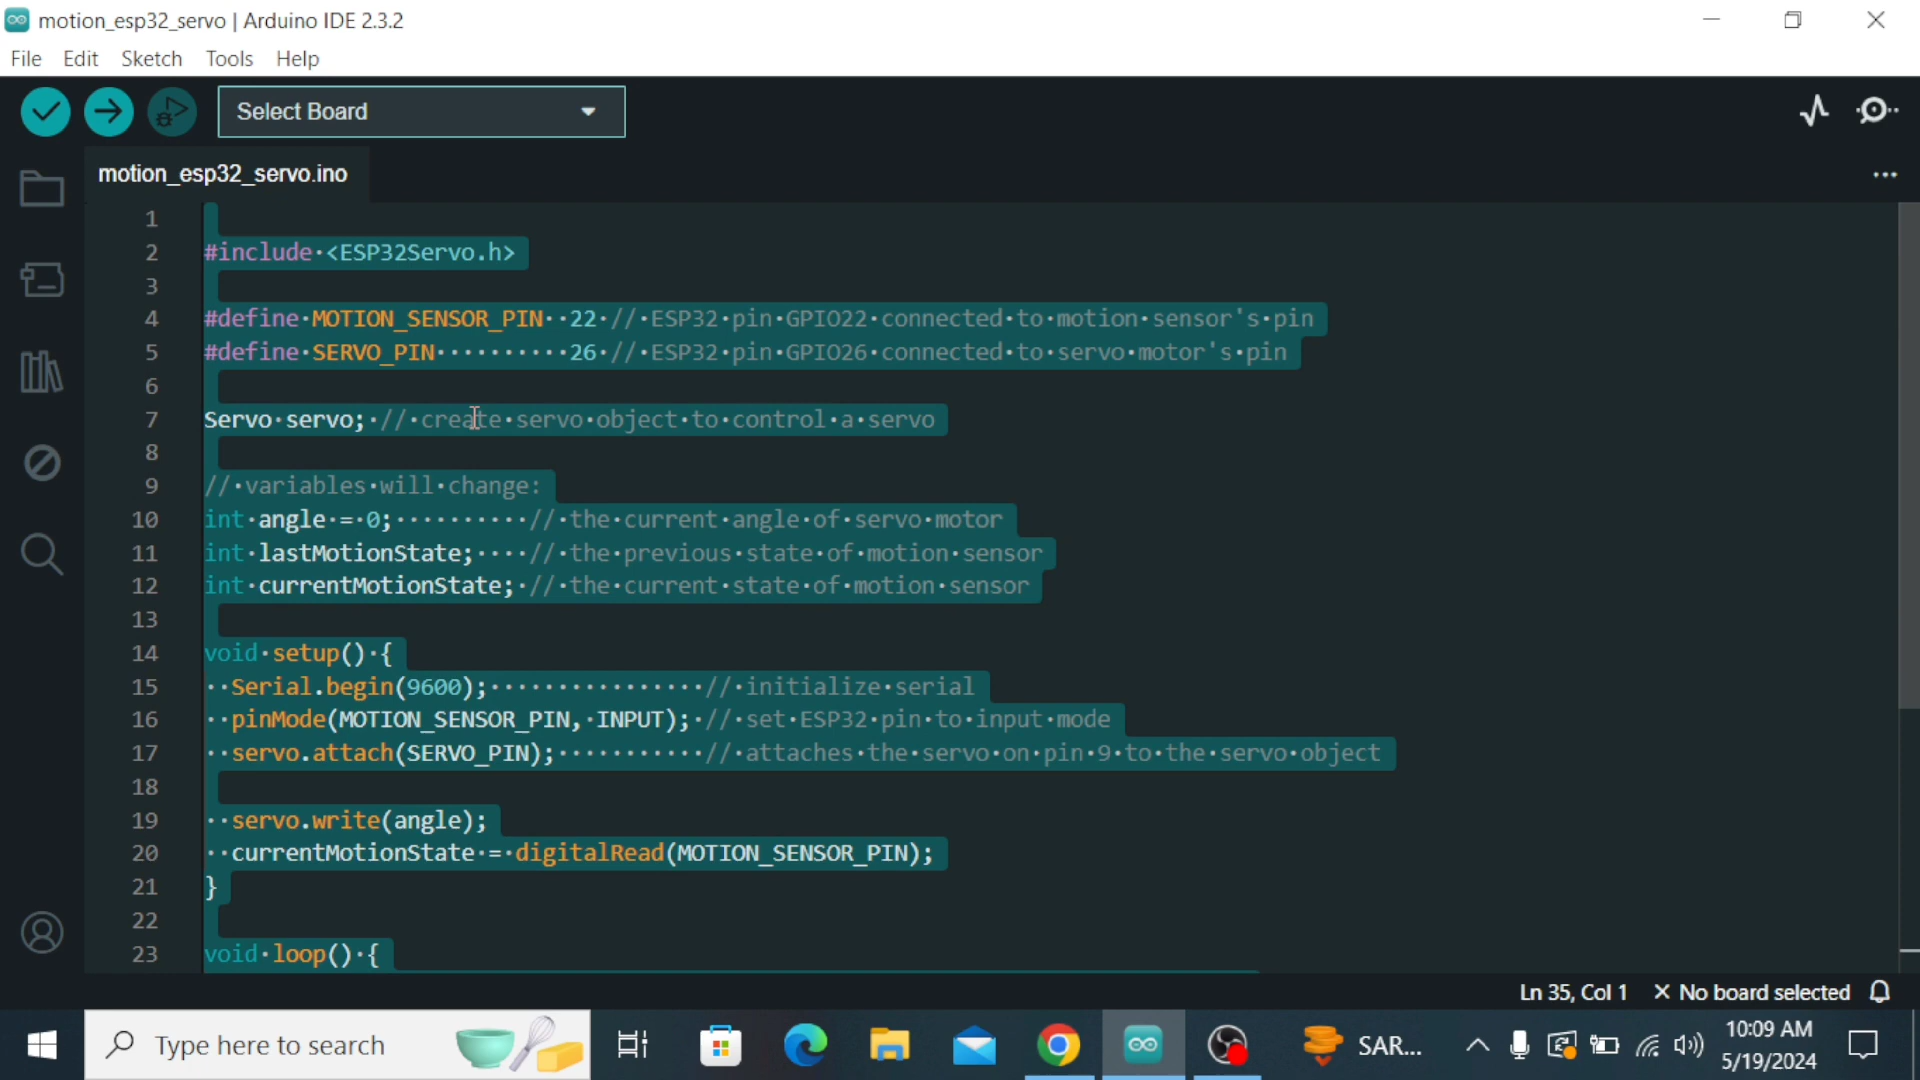 motion_esp32_servo | Arduino IDE 2.3.2
File Edit Sketch Tools Help
Select Board
motion_esp32_servo.ino
1
2 #include <ESP32Servo.h>
3
4 #define MOTION_SENSOR_PIN  22 // ESP32 pin GPIO22 connected to motion sensor's pin
5 #define SERVO_PIN          26 // ESP32 pin GPIO26 connected to servo motor's pin
6
7 Servo servo; // create servo object to control a servo
8
9 // variables will change:
10 int angle = 0;          // the current angle of servo motor
11 int lastMotionState;    // the previous state of motion sensor
12 int currentMotionState; // the current state of motion sensor
13
14 void setup() {
15   Serial.begin(9600);                // initialize serial
16   pinMode(MOTION_SENSOR_PIN, INPUT); // set ESP32 pin to input mode
17   servo.attach(SERVO_PIN);           // attaches the servo on pin 9 to the servo object
18
19   servo.write(angle);
20   currentMotionState = digitalRead(MOTION_SENSOR_PIN);
21 }
22
23 void loop() {
Ln 35, Col 1 X No board selected
Type here to search
SAR...
10:09 AM
5/19/2024